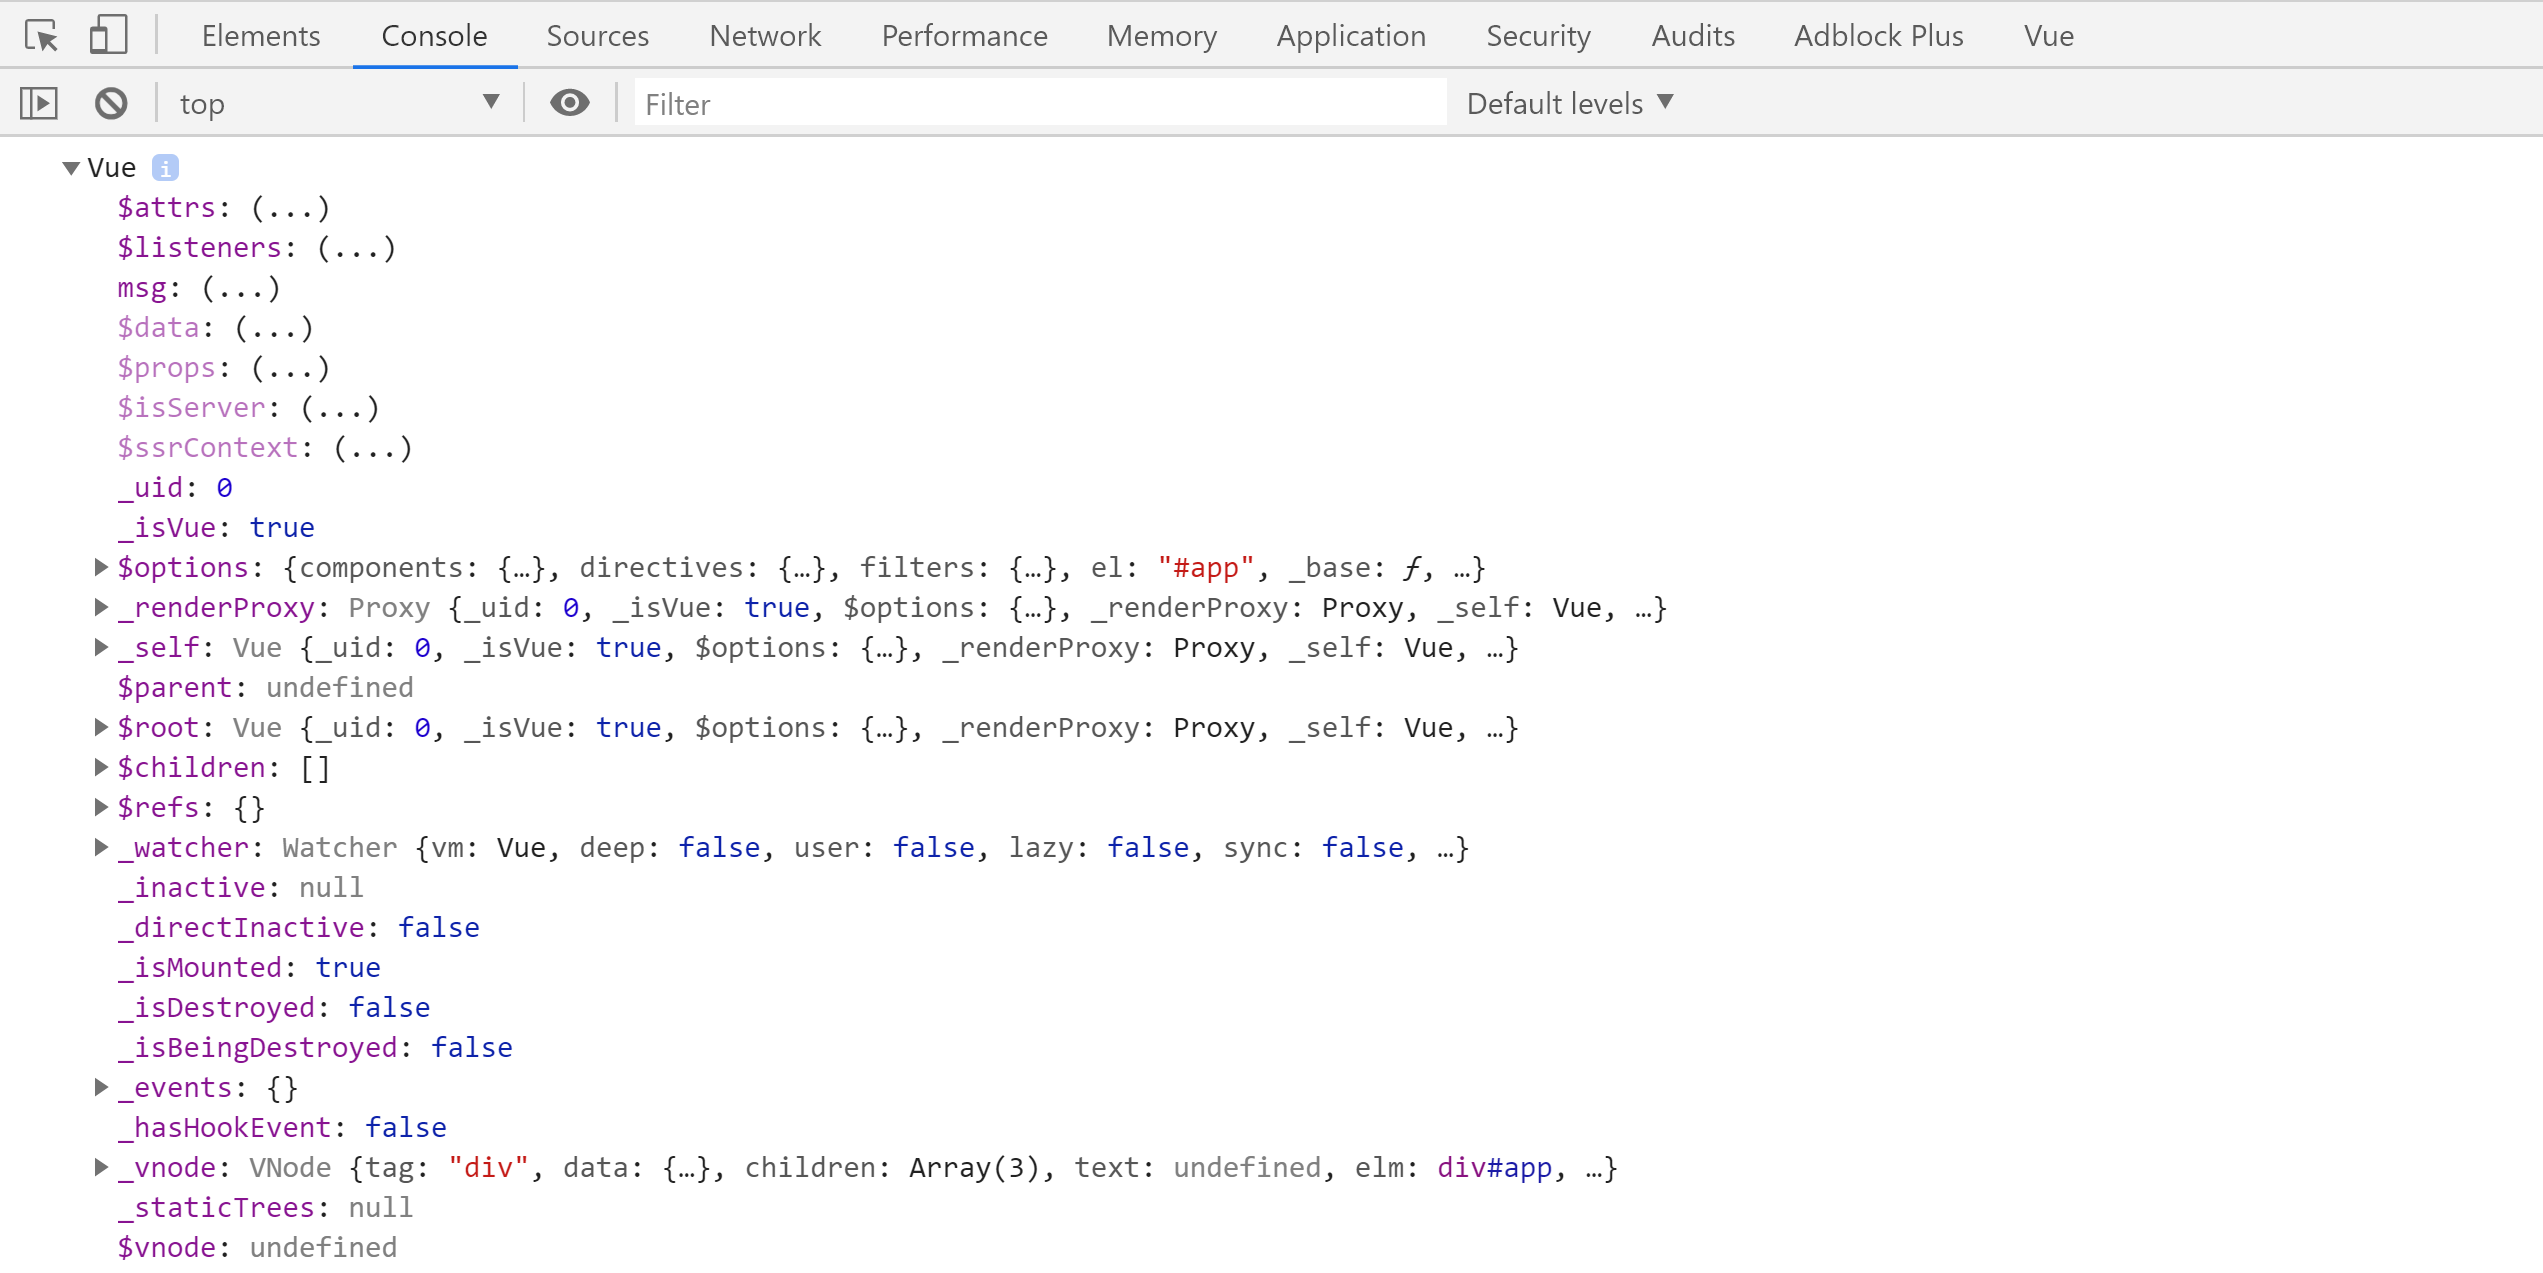 Elements Console Sources Network Performance Memory Application Security Audits Adblock Plus Vue
top ▼ Filter Default levels ▼
▼Vue i
$attrs: (...)
$listeners: (...)
msg: (...)
$data: (...)
$props: (...)
$isServer: (...)
$ssrContext: (...)
_uid: 0
_isVue: true
▶$options: {components: {…}, directives: {…}, filters: {…}, el: "#app", _base: ƒ, …}
▶_renderProxy: Proxy {_uid: 0, _isVue: true, $options: {…}, _renderProxy: Proxy, _self: Vue, …}
▶_self: Vue {_uid: 0, _isVue: true, $options: {…}, _renderProxy: Proxy, _self: Vue, …}
$parent: undefined
▶$root: Vue {_uid: 0, _isVue: true, $options: {…}, _renderProxy: Proxy, _self: Vue, …}
▶$children: []
▶$refs: {}
▶_watcher: Watcher {vm: Vue, deep: false, user: false, lazy: false, sync: false, …}
_inactive: null
_directInactive: false
_isMounted: true
_isDestroyed: false
_isBeingDestroyed: false
▶_events: {}
_hasHookEvent: false
▶_vnode: VNode {tag: "div", data: {…}, children: Array(3), text: undefined, elm: div#app, …}
_staticTrees: null
$vnode: undefined